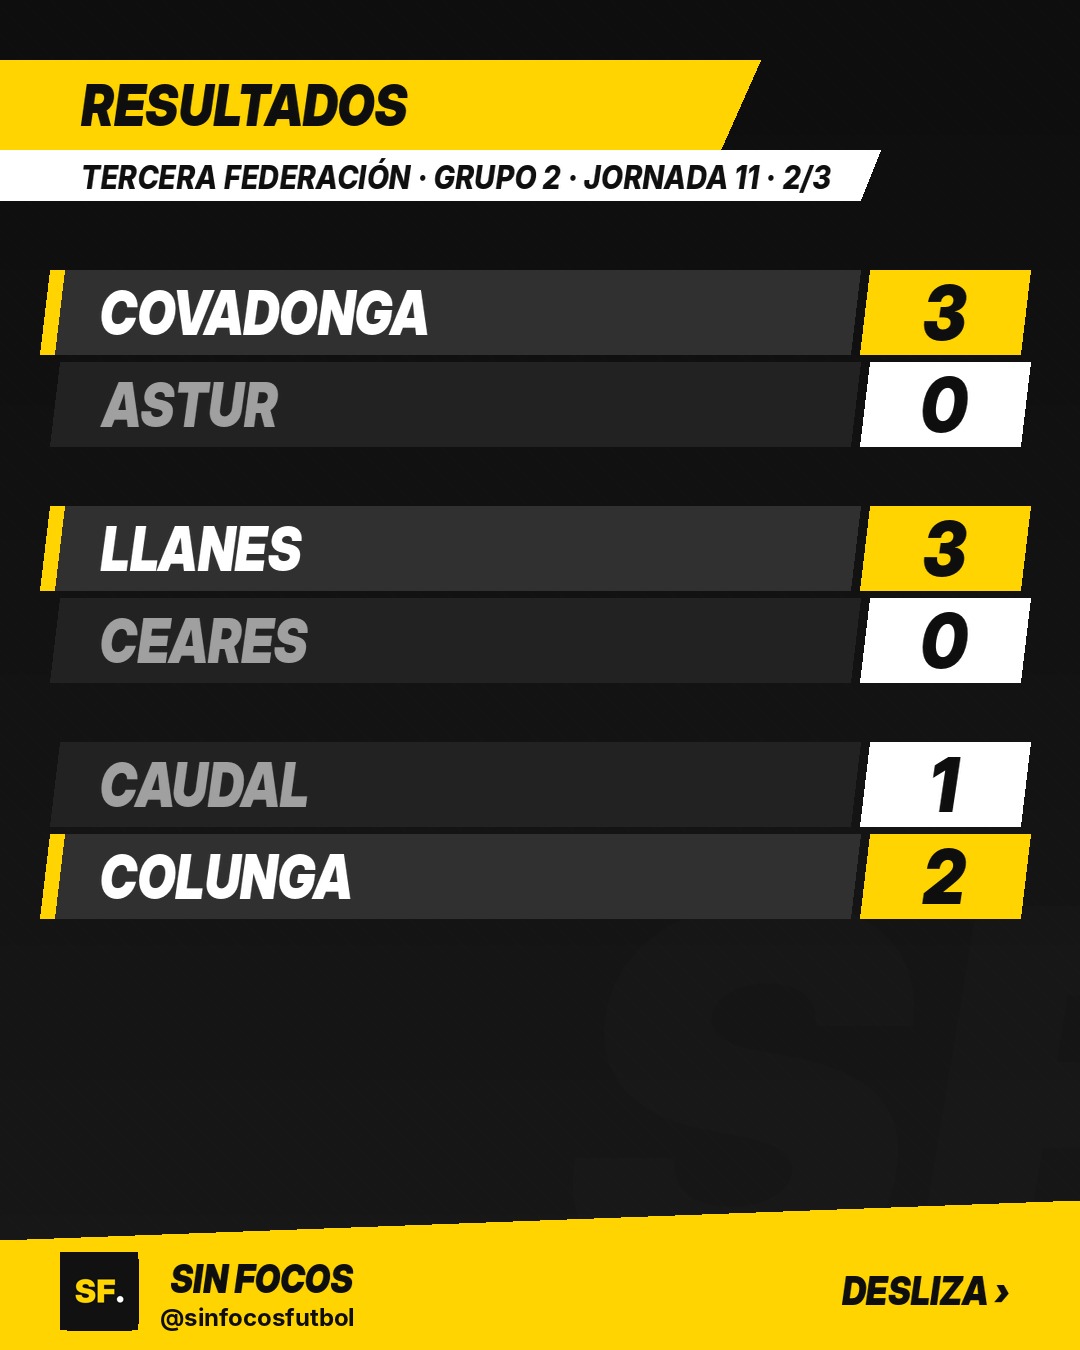 RESULTADOS
TERCERA FEDERACIÓN · GRUPO 2 · JORNADA 11 · 2/3
COVADONGA 3
ASTUR 0
LLANES 3
CEARES 0
CAUDAL 1
COLUNGA 2
SF
SF.
SIN FOCOS
@sinfocosfutbol
DESLIZA ›